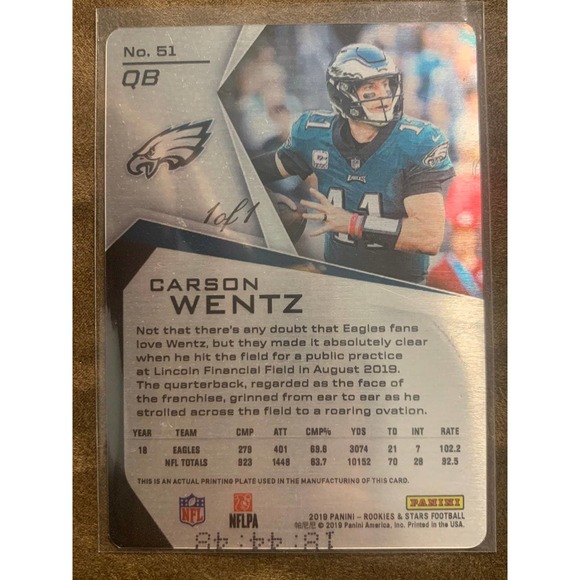 No. 51
QB
11
11
1 of 1
CARSON
WENTZ
Not that there's any doubt that Eagles fans
love Wentz, but they made it absolutely clear
when he hit the field for a public practice
at Lincoln Financial Field in August 2019.
The quarterback, regarded as the face of
the franchise, grinned from ear to ear as he
strolled across the field to a roaring ovation.
YEAR TEAM CMP ATT CMP% YDS TD INT RATE
18 EAGLES 279 401 69.6 3074 21 7 102.2
NFL TOTALS 923 1448 63.7 10152 70 28 92.5
THIS IS AN ACTUAL PRINTING PLATE USED IN THE MANUFACTURING OF THIS CARD.
NFL
NFLPA
PANINI
2019 PANINI – ROOKIES & STARS FOOTBALL
帕尼尼 © 2019 Panini America, Inc. Printed in the USA.